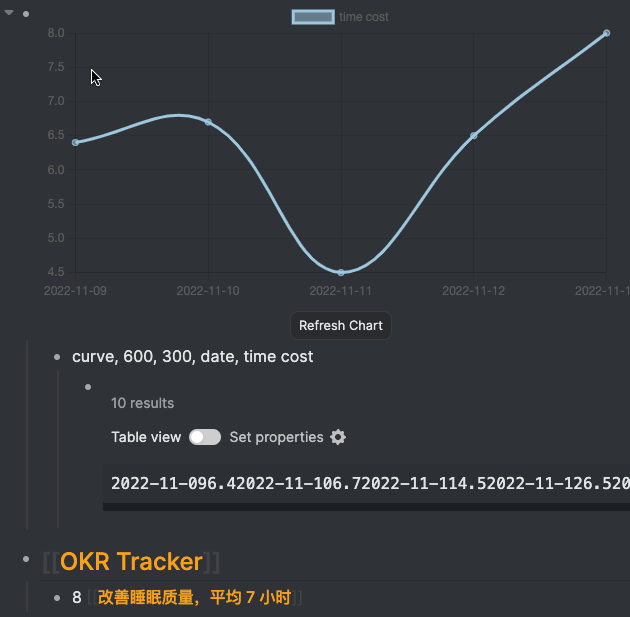 time cost
8.0
7.5
7.0
6.5
6.0
5.5
5.0
4.5
2022-11-09 2022-11-10 2022-11-11 2022-11-12 2022-11-1
Refresh Chart
curve, 600, 300, date, time cost
10 results
Table view Set properties
2022-11-096.42022-11-106.72022-11-114.52022-11-126.520
[[OKR Tracker]]
8 [[改善睡眠质量，平均 7 小时]]